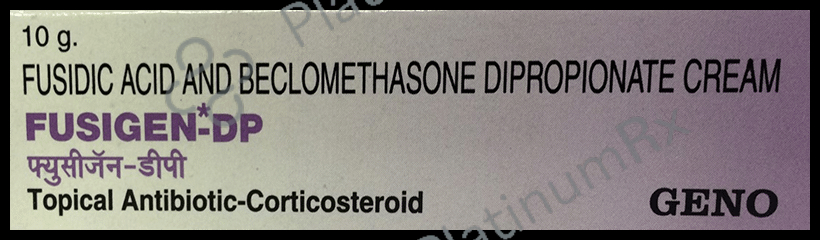 10 g.
FUSIDIC ACID AND BECLOMETHASONE DIPROPIONATE CREAM
FUSIGEN*-DP
फ्युसीजॅन-डीपी
Topical Antibiotic-Corticosteroid
GENO
PlatinumRx